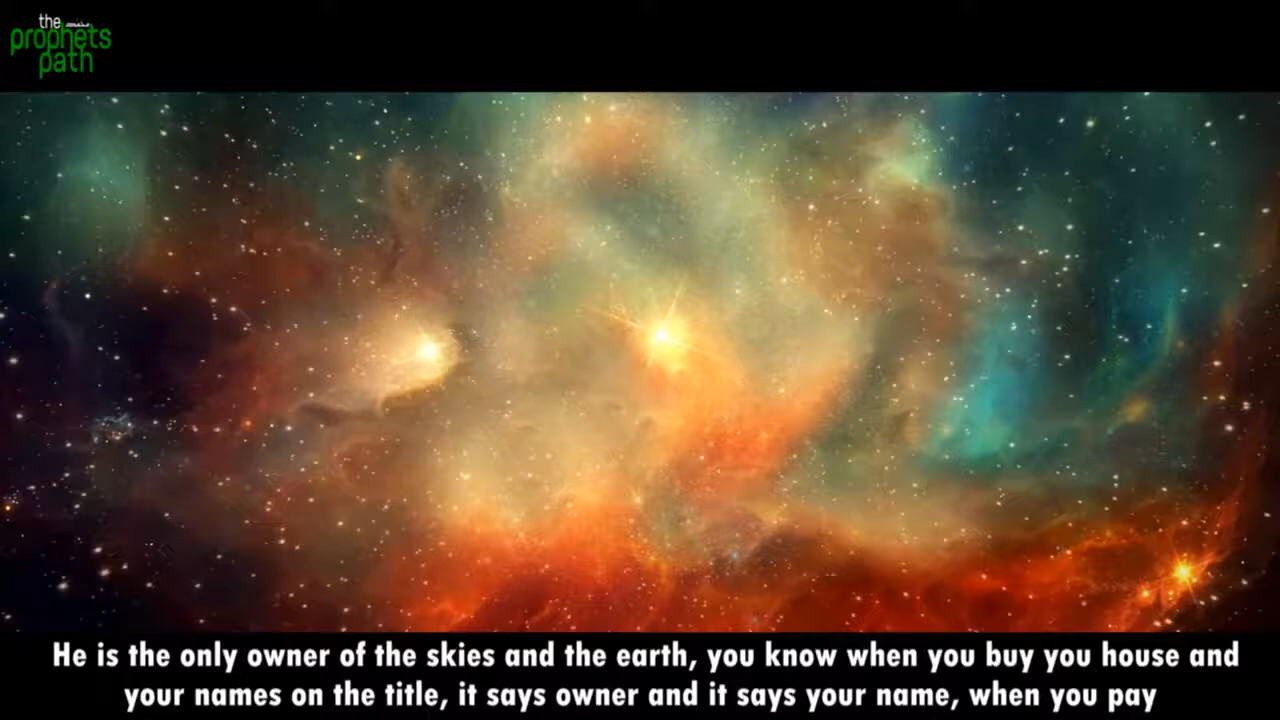 the
prophets
path
He is the only owner of the skies and the earth, you know when you buy you house and
your names on the title, it says owner and it says your name, when you pay